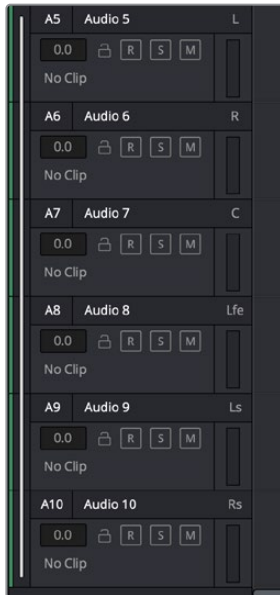 A5 Audio 5 L
0.0 R S M
No Clip
A6 Audio 6 R
0.0 R S M
No Clip
A7 Audio 7 C
0.0 R S M
No Clip
A8 Audio 8 Lfe
0.0 R S M
No Clip
A9 Audio 9 Ls
0.0 R S M
No Clip
A10 Audio 10 Rs
0.0 R S M
No Clip